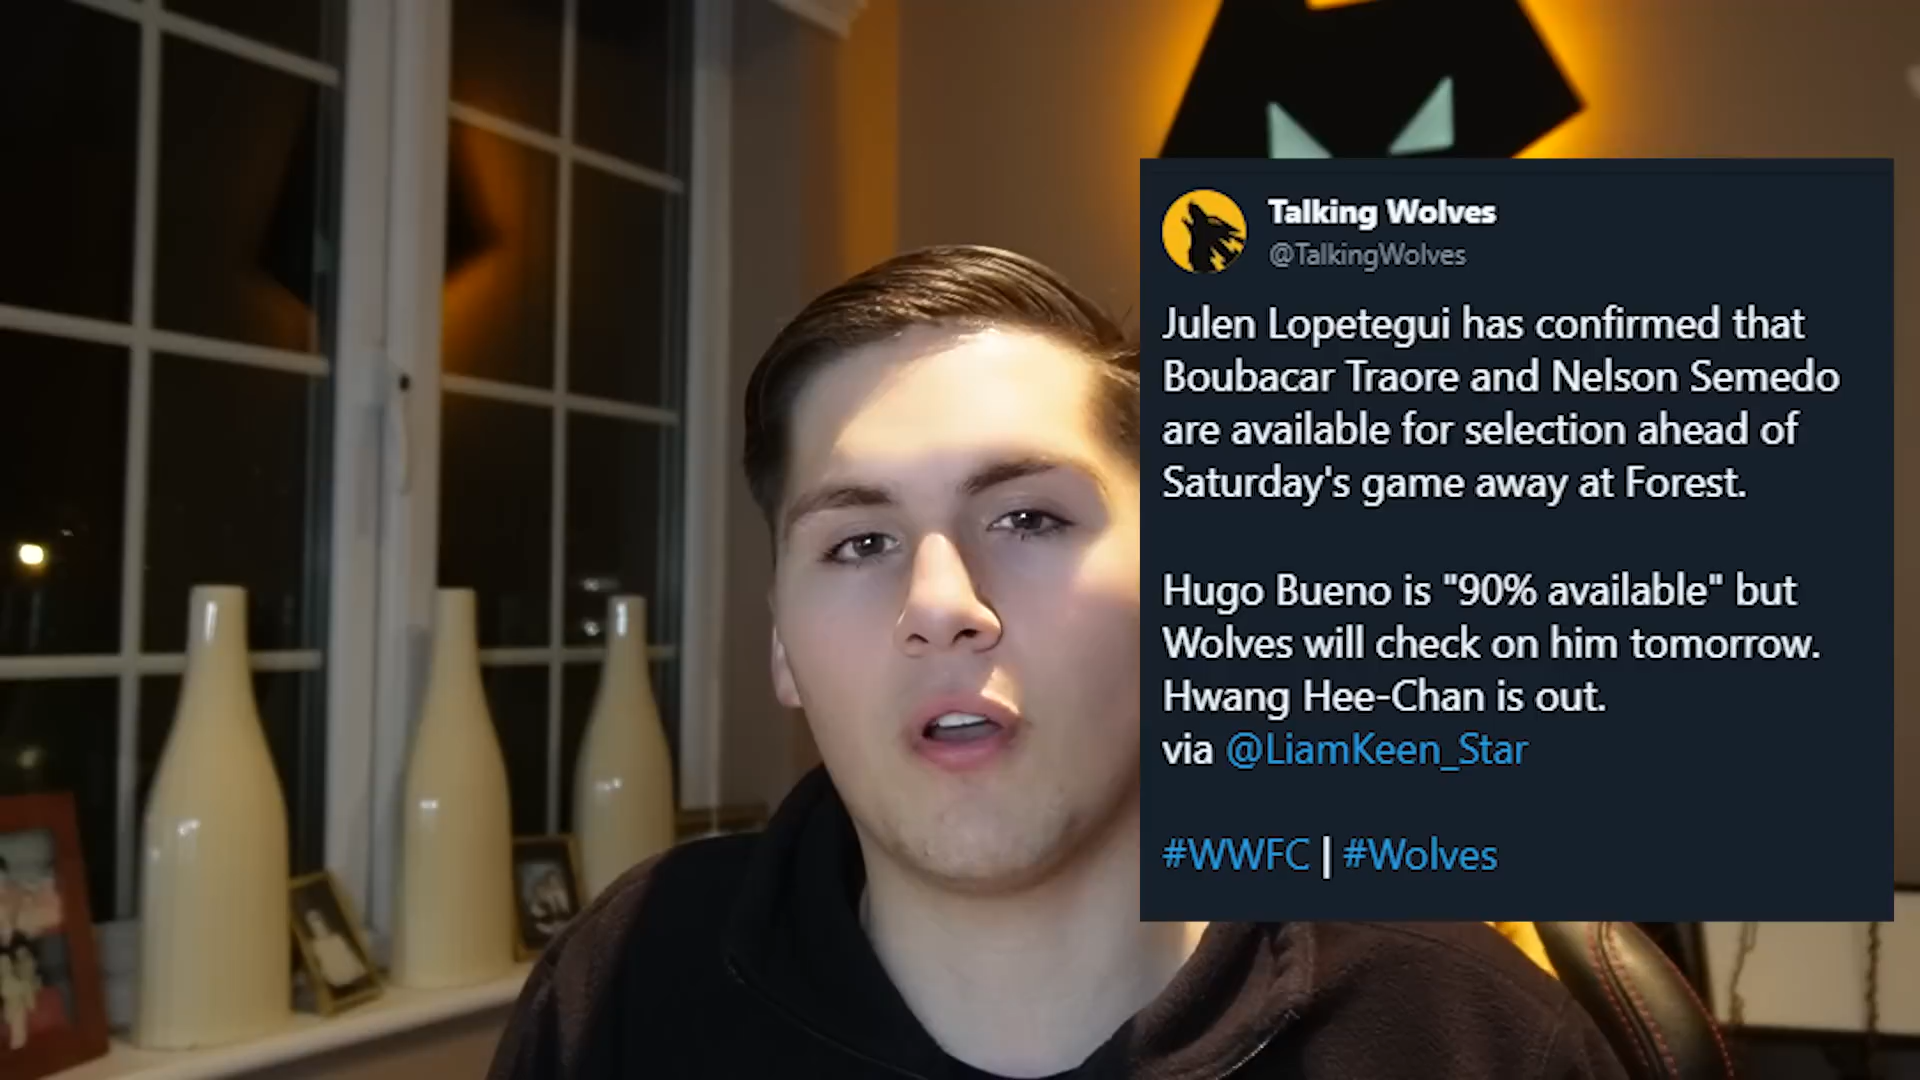 Talking Wolves
@TalkingWolves
Julen Lopetegui has confirmed that
Boubacar Traore and Nelson Semedo
are available for selection ahead of
Saturday's game away at Forest.
Hugo Bueno is "90% available" but
Wolves will check on him tomorrow.
Hwang Hee-Chan is out.
via @LiamKeen_Star
#WWFC | #Wolves